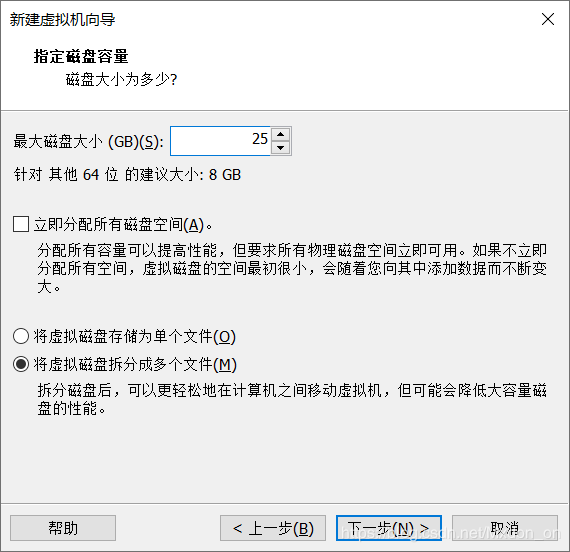 新建虚拟机向导
指定磁盘容量
磁盘大小为多少?
最大磁盘大小 (GB)(S): 25
针对 其他 64 位 的建议大小: 8 GB
立即分配所有磁盘空间(A)。
分配所有容量可以提高性能，但要求所有物理磁盘空间立即可用。如果不立即
分配所有空间，虚拟磁盘的空间最初很小，会随着您向其中添加数据而不断变
大。
将虚拟磁盘存储为单个文件(O)
将虚拟磁盘拆分成多个文件(M)
拆分磁盘后，可以更轻松地在计算机之间移动虚拟机，但可能会降低大容量磁
盘的性能。
帮助 < 上一步(B) 下一步(N) > 取消